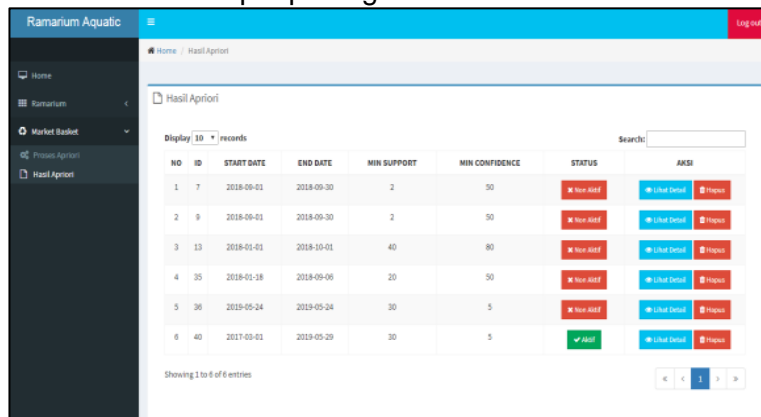 Ramarium Aquatic
Log out
Home / Hasil Apriori
Home
Ramarium
Market Basket
Proses Apriori
Hasil Apriori
Hasil Apriori
Display 10 records
Search:
NO ID START DATE END DATE MIN SUPPORT MIN CONFIDENCE STATUS AKSI
1 7 2018-09-01 2018-09-30 2 50 Non Aktif Lihat Detail Hapus
2 9 2018-09-01 2018-09-30 2 50 Non Aktif Lihat Detail Hapus
3 13 2018-01-01 2018-10-01 40 80 Non Aktif Lihat Detail Hapus
4 35 2018-01-18 2018-09-06 20 50 Non Aktif Lihat Detail Hapus
5 36 2019-05-24 2019-05-24 30 5 Non Aktif Lihat Detail Hapus
6 40 2017-03-01 2019-05-29 30 5 Aktif Lihat Detail Hapus
Showing 1 to 6 of 6 entries
« < 1 > »